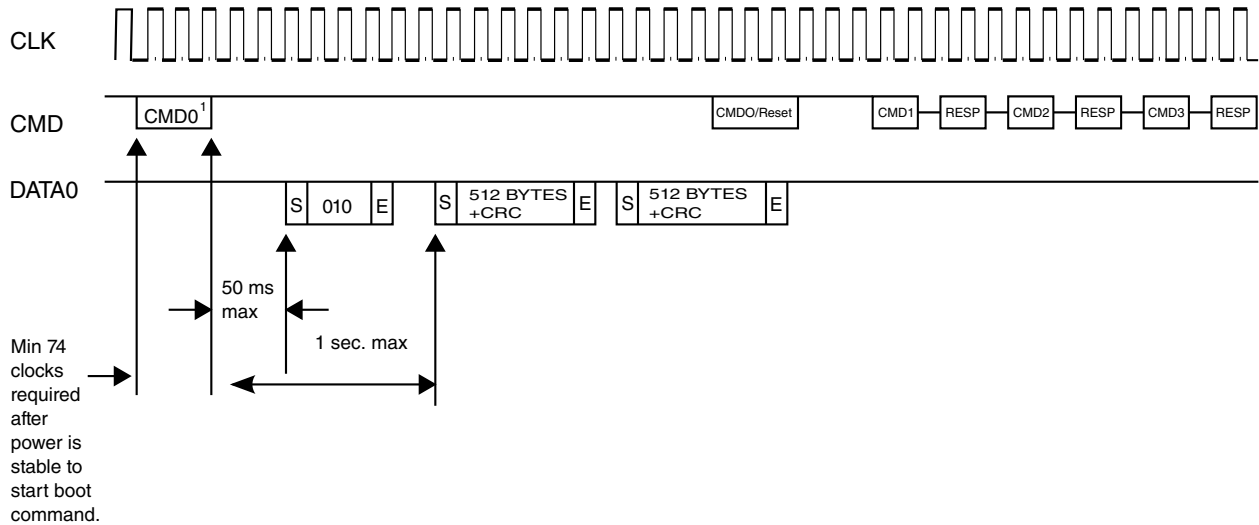 CLK
CMD
CMD0¹
CMDO/Reset
CMD1
RESP
CMD2
RESP
CMD3
RESP
DATA0
S
010
E
S
512 BYTES
+CRC
E
S
512 BYTES
+CRC
E
50 ms
max
1 sec. max
Min 74
clocks
required
after
power is
stable to
start boot
command.